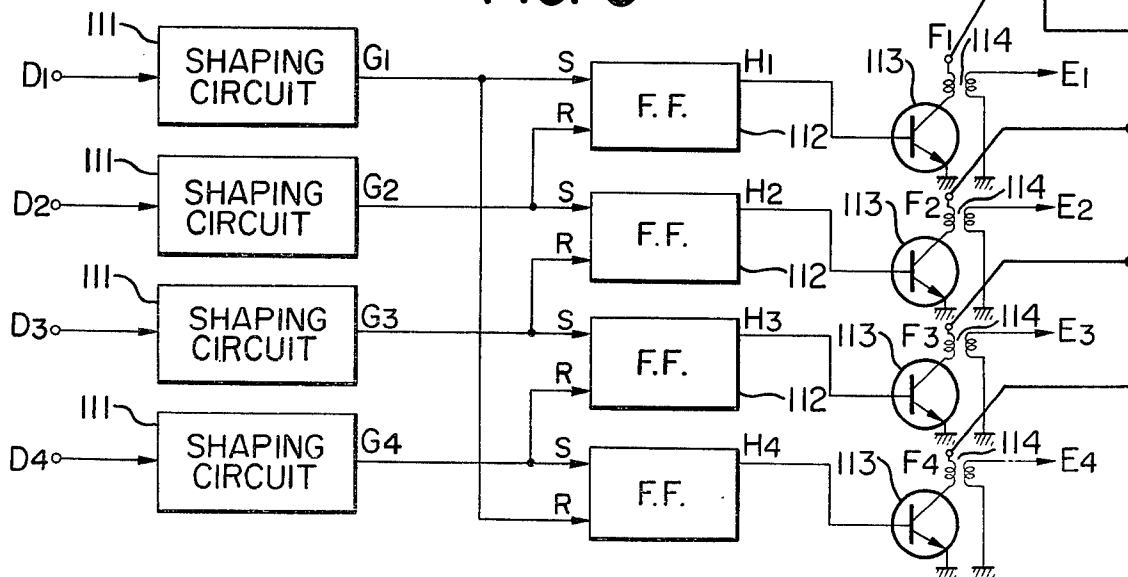 111
D1
SHAPING
CIRCUIT
G1
S
R
F.F.
H1
112
113
F1
114
E1
111
D2
SHAPING
CIRCUIT
G2
S
R
F.F.
H2
112
113
F2
114
E2
111
D3
SHAPING
CIRCUIT
G3
S
R
F.F.
H3
112
113
F3
114
E3
111
D4
SHAPING
CIRCUIT
G4
S
R
F.F.
H4
113
F4
114
E4